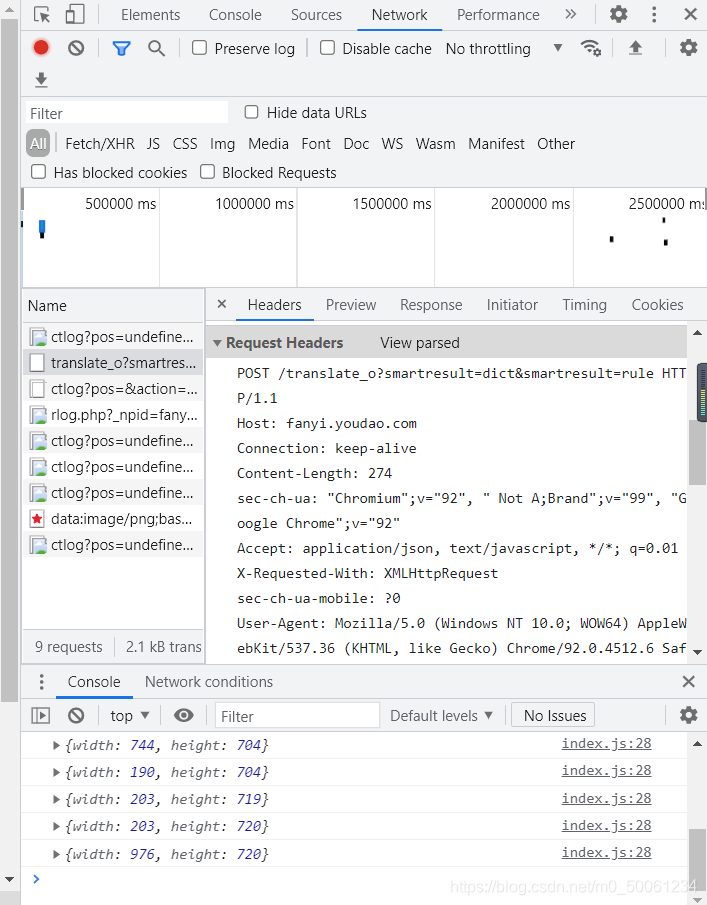 Elements Console Sources Network Performance »
Preserve log Disable cache No throttling
Filter Hide data URLs
All Fetch/XHR JS CSS Img Media Font Doc WS Wasm Manifest Other
Has blocked cookies Blocked Requests
500000 ms 1000000 ms 1500000 ms 2000000 ms 2500000 ms
Name
ctlog?pos=undefine...
translate_o?smartres...
ctlog?pos=&action=...
rlog.php?_npid=fany...
ctlog?pos=undefine...
ctlog?pos=undefine...
ctlog?pos=undefine...
data:image/png;bas...
ctlog?pos=undefine...
9 requests 2.1 kB trans
× Headers Preview Response Initiator Timing Cookies
Request Headers View parsed
POST /translate_o?smartresult=dict&smartresult=rule HTT
P/1.1
Host: fanyi.youdao.com
Connection: keep-alive
Content-Length: 274
sec-ch-ua: "Chromium";v="92", " Not A;Brand";v="99", "G
oogle Chrome";v="92"
Accept: application/json, text/javascript, */*; q=0.01
X-Requested-With: XMLHttpRequest
sec-ch-ua-mobile: ?0
User-Agent: Mozilla/5.0 (Windows NT 10.0; WOW64) AppleW
ebKit/537.36 (KHTML, like Gecko) Chrome/92.0.4512.6 Saf
Console Network conditions
top Filter Default levels No Issues
{width: 744, height: 704} index.js:28
{width: 190, height: 704} index.js:28
{width: 203, height: 719} index.js:28
{width: 203, height: 720} index.js:28
{width: 976, height: 720} index.js:28
https://blog.csdn.net/m0_50061234